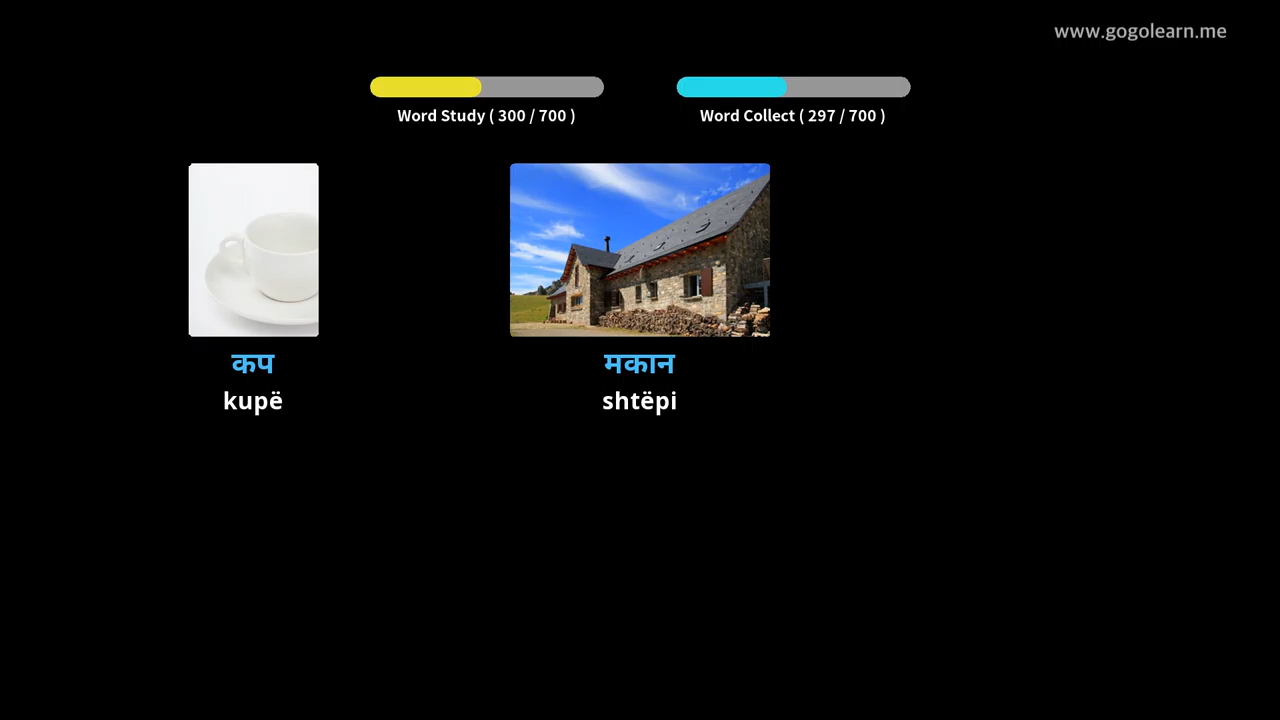 www.gogolearn.me
Word Study ( 300 / 700 )
Word Collect ( 297 / 700 )
कप
kupë
मकान
shtëpi